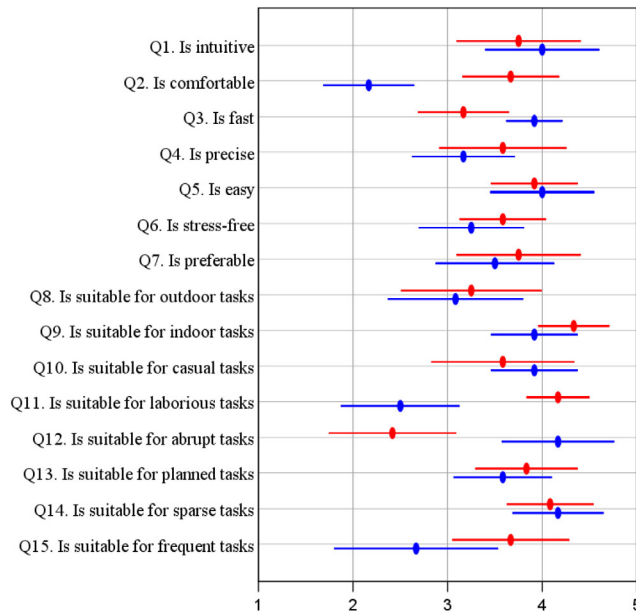 Q1. Is intuitive
Q2. Is comfortable
Q3. Is fast
Q4. Is precise
Q5. Is easy
Q6. Is stress-free
Q7. Is preferable
Q8. Is suitable for outdoor tasks
Q9. Is suitable for indoor tasks
Q10. Is suitable for casual tasks
Q11. Is suitable for laborious tasks
Q12. Is suitable for abrupt tasks
Q13. Is suitable for planned tasks
Q14. Is suitable for sparse tasks
Q15. Is suitable for frequent tasks
1 2 3 4 5